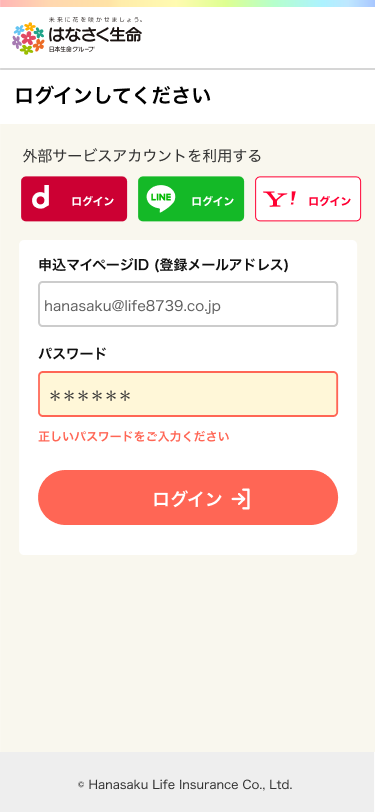 未来に花を咲かせましょう。
はなさく生命
日本生命グループ
ログインしてください
外部サービスアカウントを利用する
d ログイン
LINE ログイン
Y! ログイン
申込マイページID (登録メールアドレス)
hanasaku@life8739.co.jp
パスワード
******
正しいパスワードをご入力ください
ログイン
© Hanasaku Life Insurance Co., Ltd.